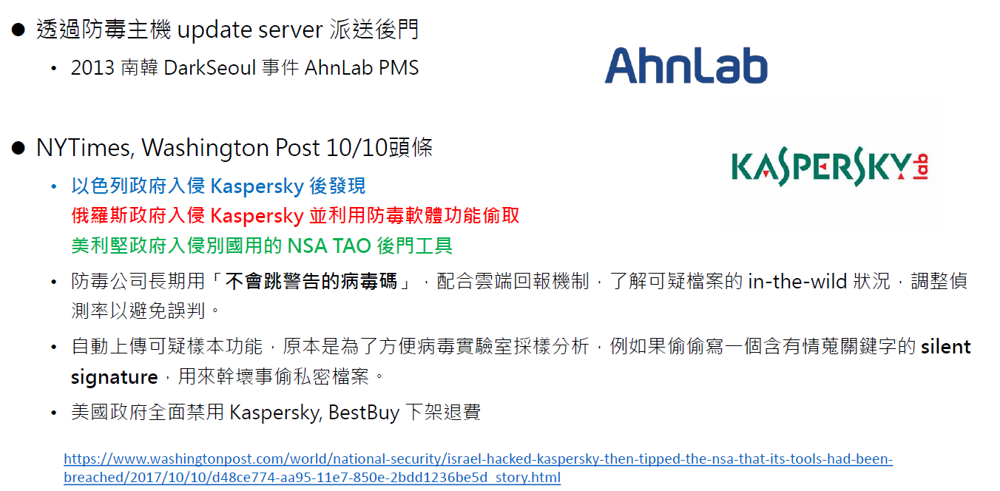 ● 透過防毒主機 update server 派送後門
• 2013 南韓 DarkSeoul 事件 AhnLab PMS
AhnLab
● NYTimes, Washington Post 10/10頭條
KASPERSKY lab
• 以色列政府入侵 Kaspersky 後發現
俄羅斯政府入侵 Kaspersky 並利用防毒軟體功能偷取
美利堅政府入侵別國用的 NSA TAO 後門工具
• 防毒公司長期用「不會跳警告的病毒碼」，配合雲端回報機制，了解可疑檔案的 in-the-wild 狀況，調整偵
測率以避免誤判。
• 自動上傳可疑樣本功能，原本是為了方便病毒實驗室採樣分析，例如果偷偷寫一個含有情蒐關鍵字的 silent
signature，用來幹壞事偷私密檔案。
• 美國政府全面禁用 Kaspersky, BestBuy 下架退費
https://www.washingtonpost.com/world/national-security/israel-hacked-kaspersky-then-tipped-the-nsa-that-its-tools-had-been-
breached/2017/10/10/d48ce774-aa95-11e7-850e-2bdd1236be5d_story.html